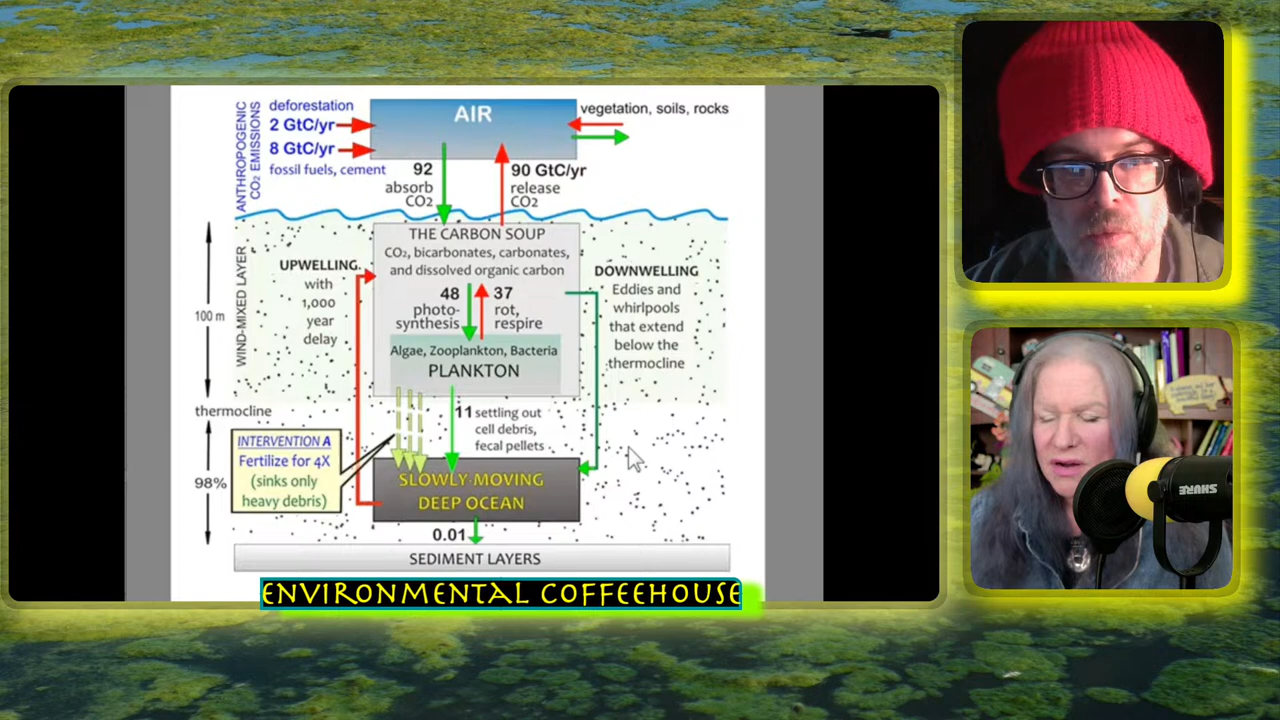 ANTHROPOGENIC
CO₂ EMISSIONS
deforestation
2 GtC/yr
8 GtC/yr
fossil fuels, cement
AIR
vegetation, soils, rocks
92
absorb
CO₂
90 GtC/yr
release
CO₂
100 m
WIND-MIXED LAYER
UPWELLING
with
1,000
year
delay
THE CARBON SOUP
CO₂, bicarbonates, carbonates,
and dissolved organic carbon
48
photo-
synthesis
37
rot,
respire
Algae, Zooplankton, Bacteria
PLANKTON
DOWNWELLING
Eddies and
whirlpools
that extend
below the
thermocline
thermocline
98%
INTERVENTION A
Fertilize for 4X
(sinks only
heavy debris)
11 settling out
cell debris,
fecal pellets
SLOWLY-MOVING
DEEP OCEAN
0.01
SEDIMENT LAYERS
ENVIRONMENTAL COFFEEHOUSE
SHURE